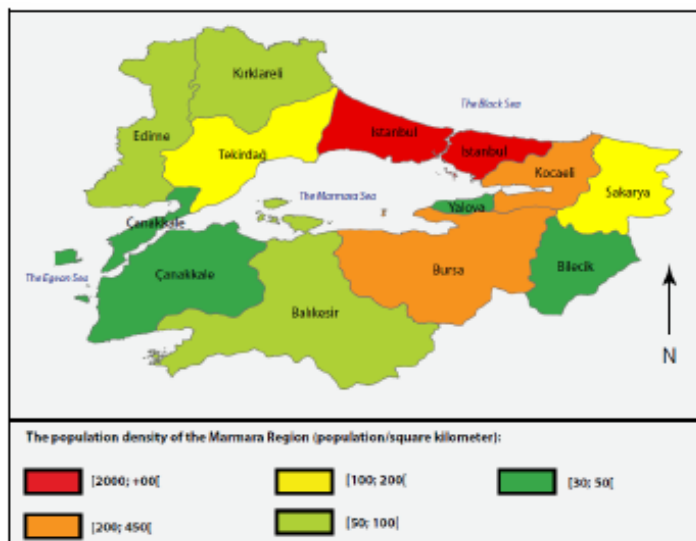 Kırklareli
The Black Sea
Edirne
Istanbul
Tekirdağ
Istanbul
Kocaeli
The Marmara Sea
Yalova
Sakarya
Çanakkale
The Egean Sea
Çanakkale
Bursa
Bilecik
Balıkesir
N
The population density of the Marmara Region (population/square kilometer):
[2000; +00[
[100; 200[
[30; 50[
[200; 450[
[50; 100[